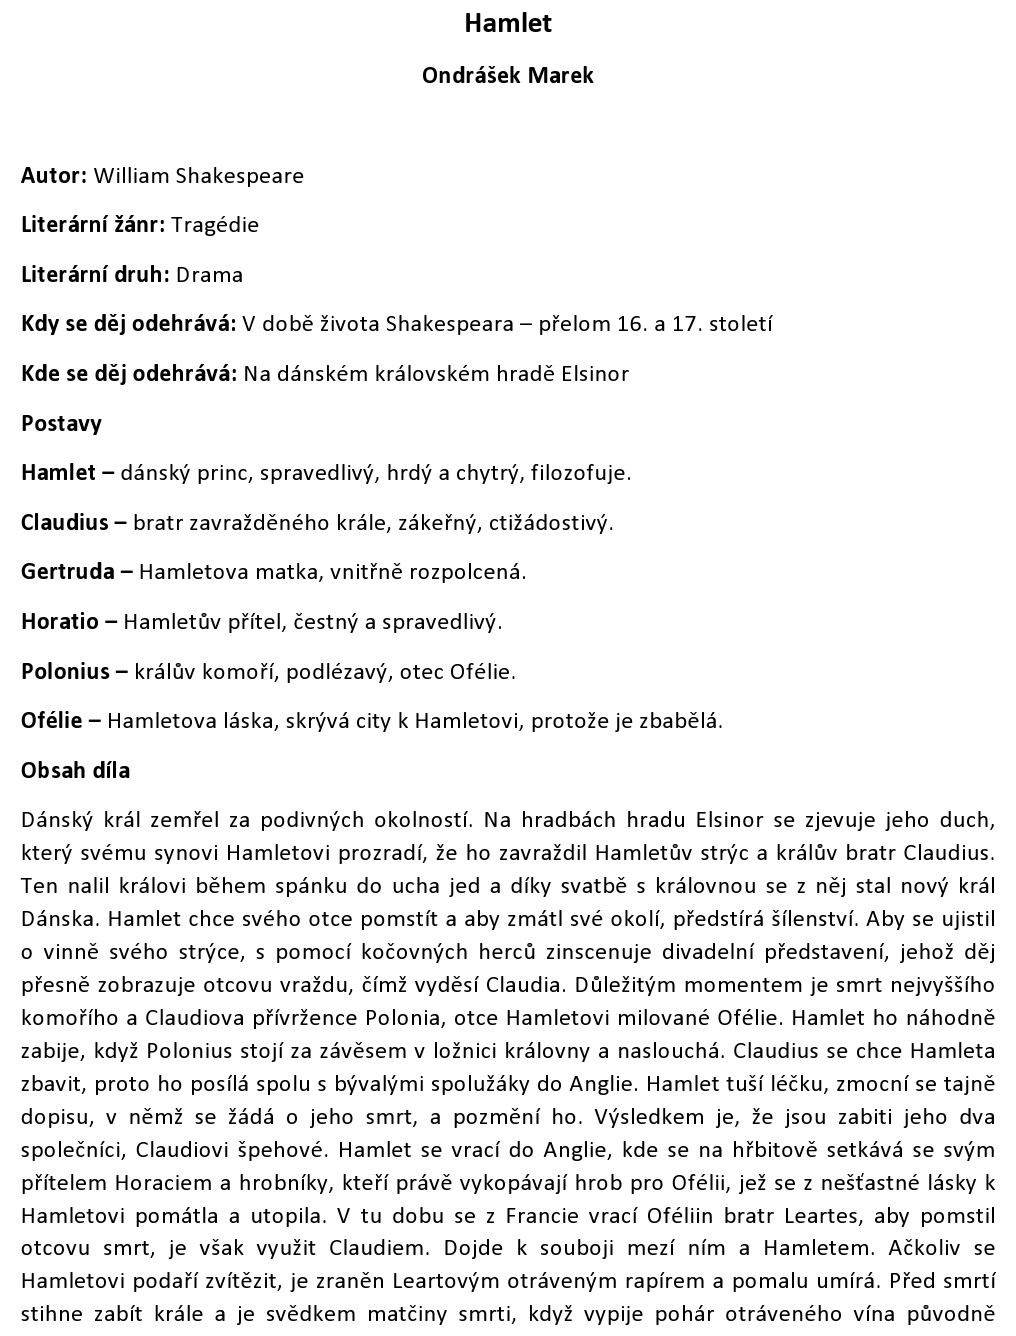 Hamlet
Ondrášek Marek
Autor: William Shakespeare
Literární žánr: Tragédie
Literární druh: Drama
Kdy se děj odehrává: V době života Shakespeara – přelom 16. a 17. století
Kde se děj odehrává: Na dánském královském hradě Elsinor
Postavy
Hamlet – dánský princ, spravedlivý, hrdý a chytrý, filozofuje.
Claudius – bratr zavražděného krále, zákeřný, ctižádostivý.
Gertruda – Hamletova matka, vnitřně rozpolcená.
Horatio – Hamletův přítel, čestný a spravedlivý.
Polonius – králův komoří, podlézavý, otec Ofélie.
Ofélie – Hamletova láska, skrývá city k Hamletovi, protože je zbabělá.
Obsah díla
Dánský král zemřel za podivných okolností. Na hradbách hradu Elsinor se zjevuje jeho duch,
který svému synovi Hamletovi prozradí, že ho zavraždil Hamletův strýc a králův bratr Claudius.
Ten nalil královi během spánku do ucha jed a díky svatbě s královnou se z něj stal nový král
Dánska. Hamlet chce svého otce pomstít a aby zmátl své okolí, předstírá šílenství. Aby se ujistil
o vinně svého strýce, s pomocí kočovných herců zinscenuje divadelní představení, jehož děj
přesně zobrazuje otcovu vraždu, čímž vyděsí Claudia. Důležitým momentem je smrt nejvyššího
komořího a Claudiova přívržence Polonia, otce Hamletovi milované Ofélie. Hamlet ho náhodně
zabije, když Polonius stojí za závěsem v ložnici královny a naslouchá. Claudius se chce Hamleta
zbavit, proto ho posílá spolu s bývalými spolužáky do Anglie. Hamlet tuší léčku, zmocní se tajně
dopisu, v němž se žádá o jeho smrt, a pozmění ho. Výsledkem je, že jsou zabiti jeho dva
společníci, Claudiovi špehové. Hamlet se vrací do Anglie, kde se na hřbitově setkává se svým
přítelem Horaciem a hrobníky, kteří právě vykopávají hrob pro Ofélii, jež se z nešťastné lásky k
Hamletovi pomátla a utopila. V tu dobu se z Francie vrací Oféliin bratr Leartes, aby pomstil
otcovu smrt, je však využit Claudiem. Dojde k souboji mezí ním a Hamletem. Ačkoliv se
Hamletovi podaří zvítězit, je zraněn Leartovým otráveným rapírem a pomalu umírá. Před smrtí
stihne zabít krále a je svědkem matčiny smrti, když vypije pohár otráveného vína původně